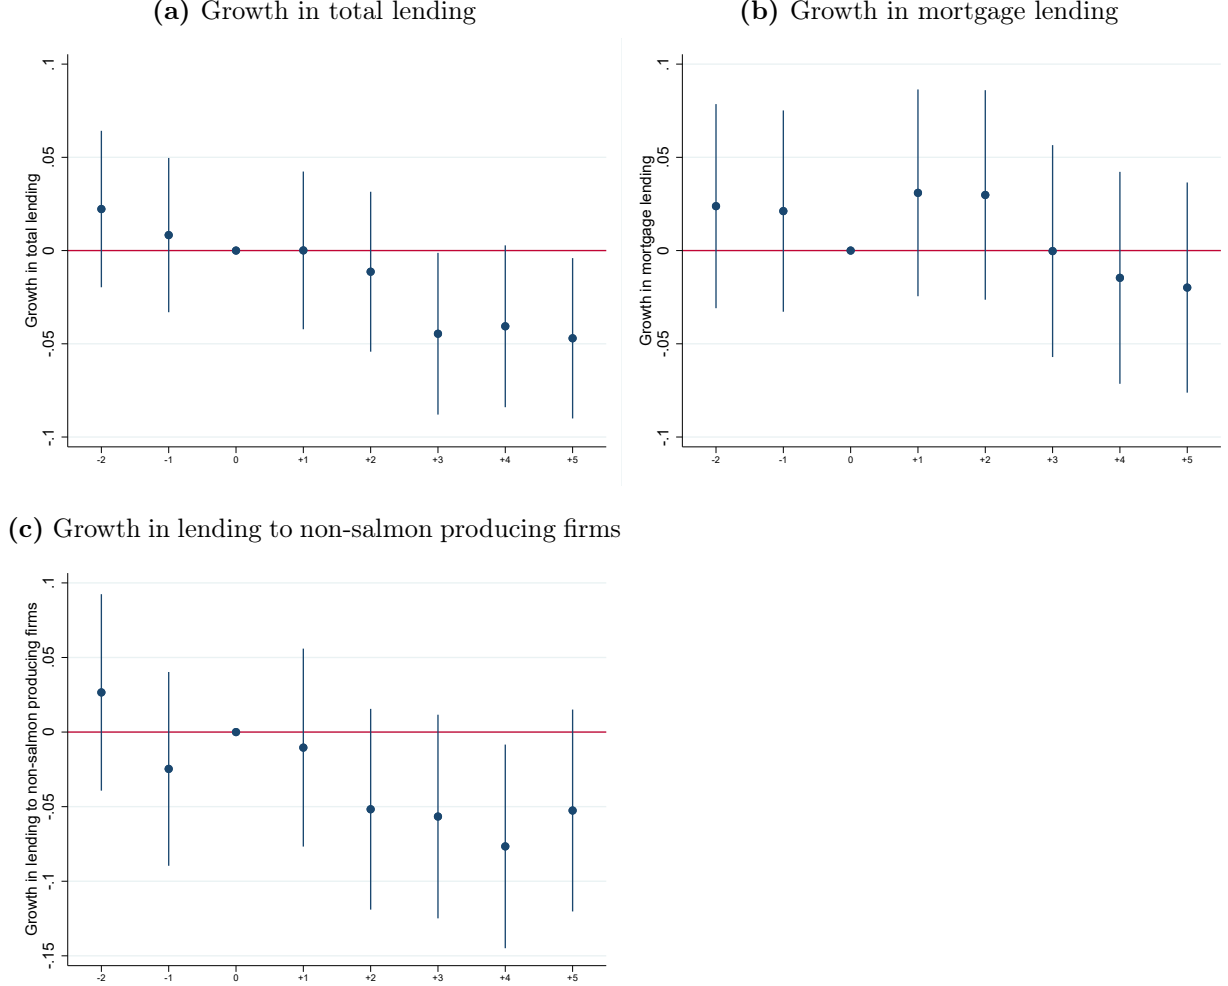 (a) Growth in total lending
(b) Growth in mortgage lending
Growth in total lending
.1
.05
0
-.05
-.1
-2 -1 0 +1 +2 +3 +4 +5
Growth in mortgage lending
.1
.05
0
-.05
-.1
-2 -1 0 +1 +2 +3 +4 +5
(c) Growth in lending to non-salmon producing firms
Growth in lending to non-salmon producing firms
.1
.05
0
-.05
-.1
-.15
-2 -1 0 +1 +2 +3 +4 +5